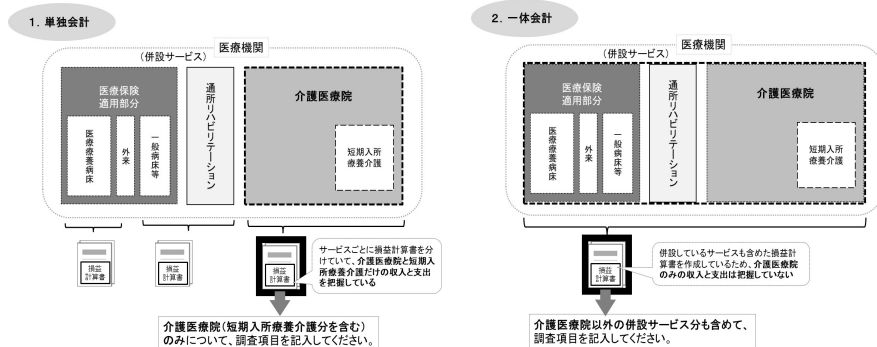 1．単独会計
医療機関
（併設サービス）
医療保険
適用部分
医療療養病床
外来
一般病床等
通所リハビリテーション
介護医療院
短期入所
療養介護
損益
計算書
損益
計算書
損益
計算書
サービスごとに損益計算書を分
けていて、介護医療院と短期入
所療養介護だけの収入と支出
を把握している
介護医療院（短期入所療養介護分を含む）
のみについて、調査項目を記入してください。
2．一体会計
医療機関
（併設サービス）
医療保険
適用部分
医療療養病床
外来
一般病床等
通所リハビリテーション
介護医療院
短期入所
療養介護
損益
計算書
併設しているサービスも含めた損益計
算書を作成しているため、介護医療院
のみの収入と支出は把握していない
介護医療院以外の併設サービス分も含めて、
調査項目を記入してください。